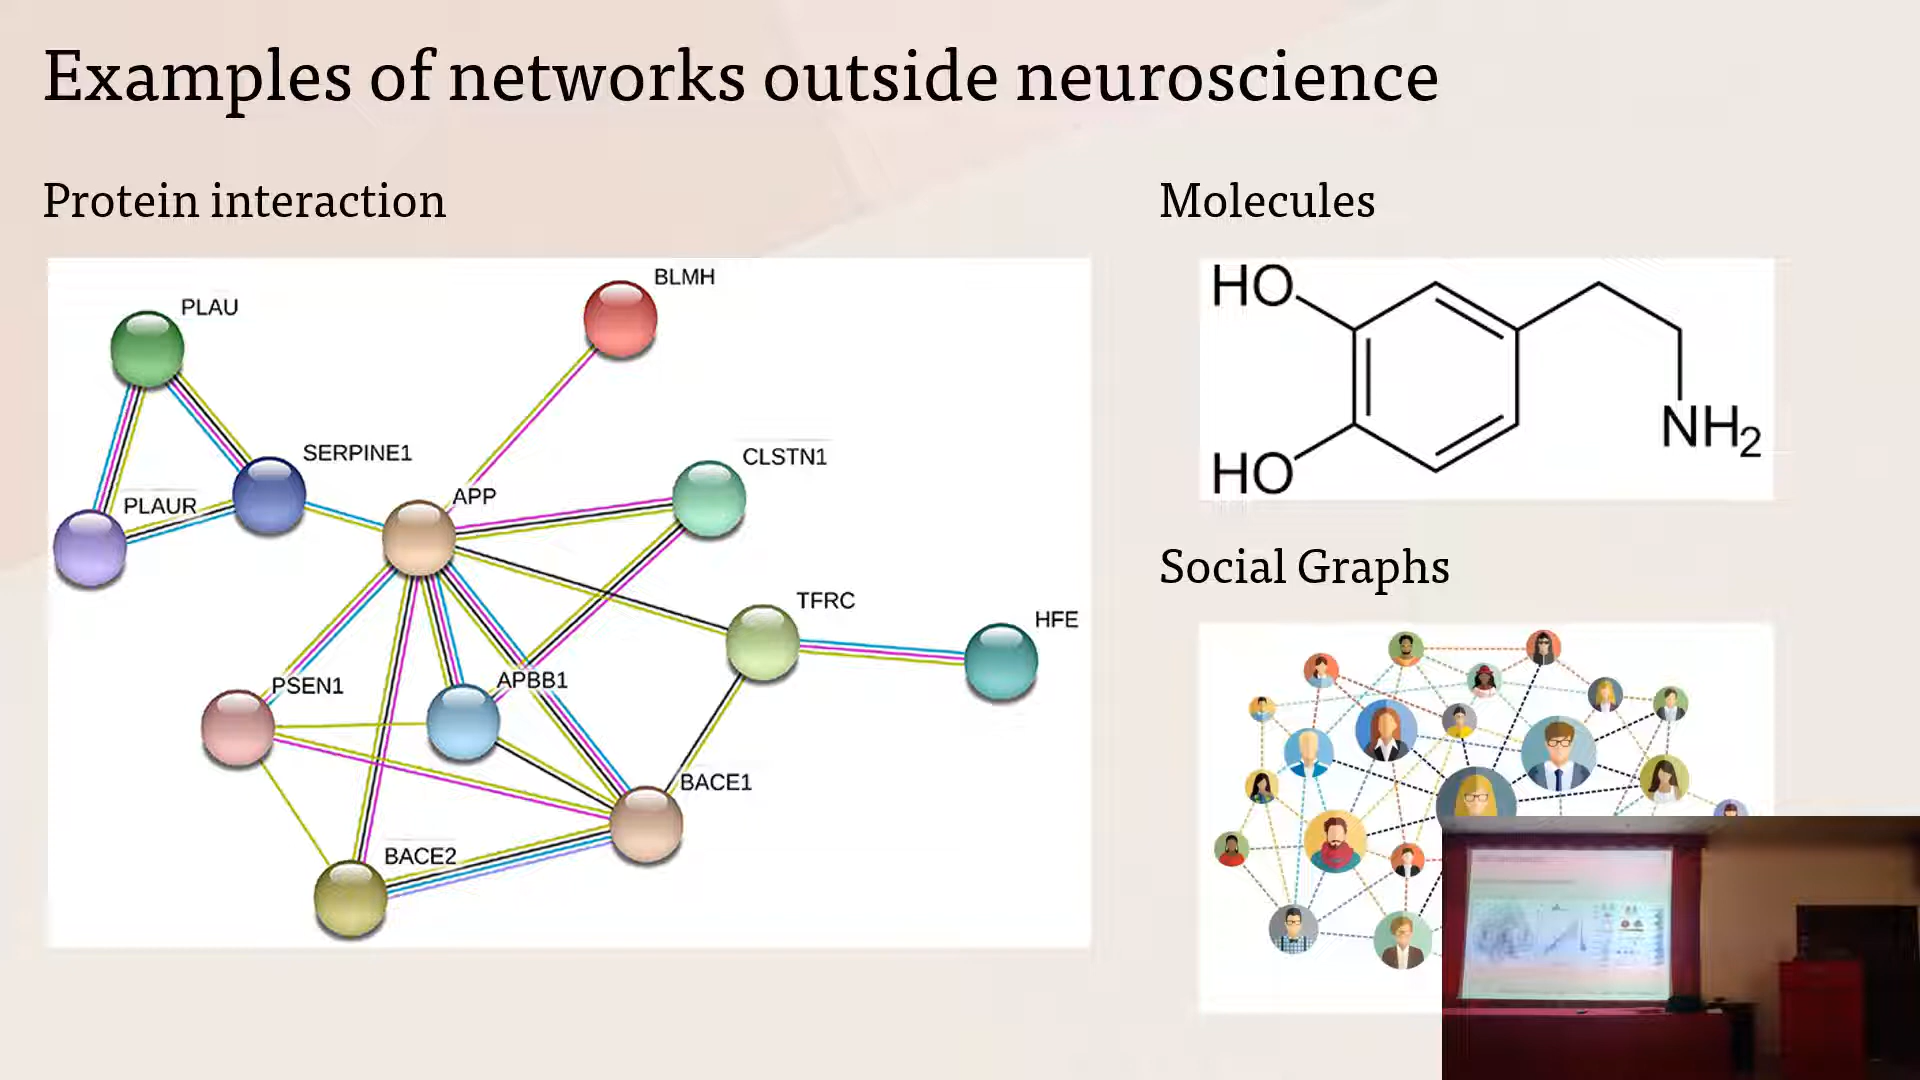 Examples of networks outside neuroscience
Protein interaction
BLMH
PLAU
SERPINE1
CLSTN1
APP
PLAUR
TFRC
HFE
PSEN1
APBB1
BACE1
BACE2
Molecules
HO
HO
NH2
Social Graphs